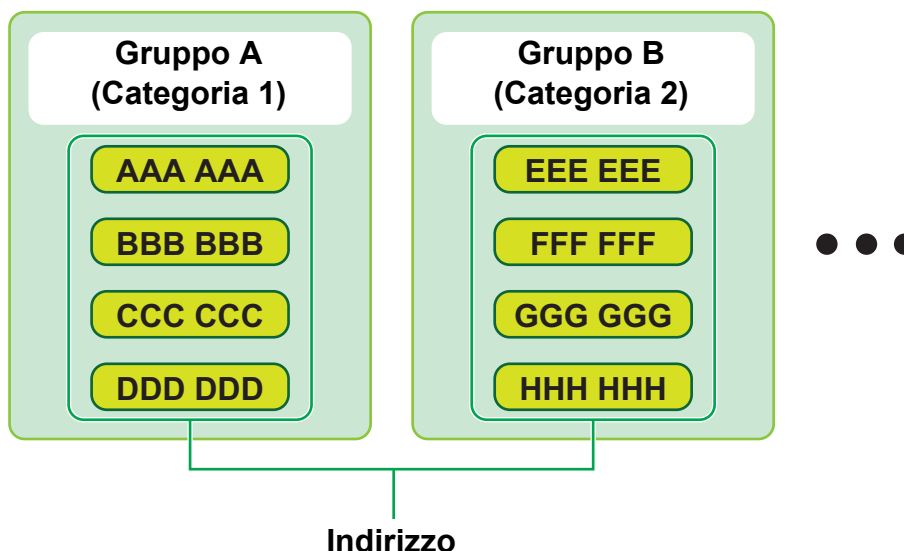 Gruppo A
(Categoria 1)
AAA AAA
BBB BBB
CCC CCC
DDD DDD
Gruppo B
(Categoria 2)
EEE EEE
FFF FFF
GGG GGG
HHH HHH
Indirizzo